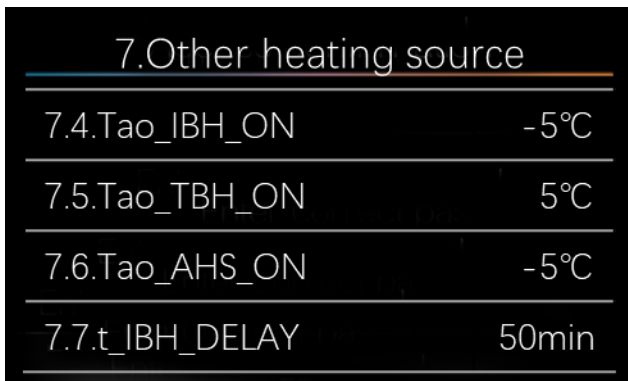 7.Other heating source
7.4.Tao_IBH_ON -5℃
7.5.Tao_TBH_ON 5℃
7.6.Tao_AHS_ON -5℃
7.7.t_IBH_DELAY 50min